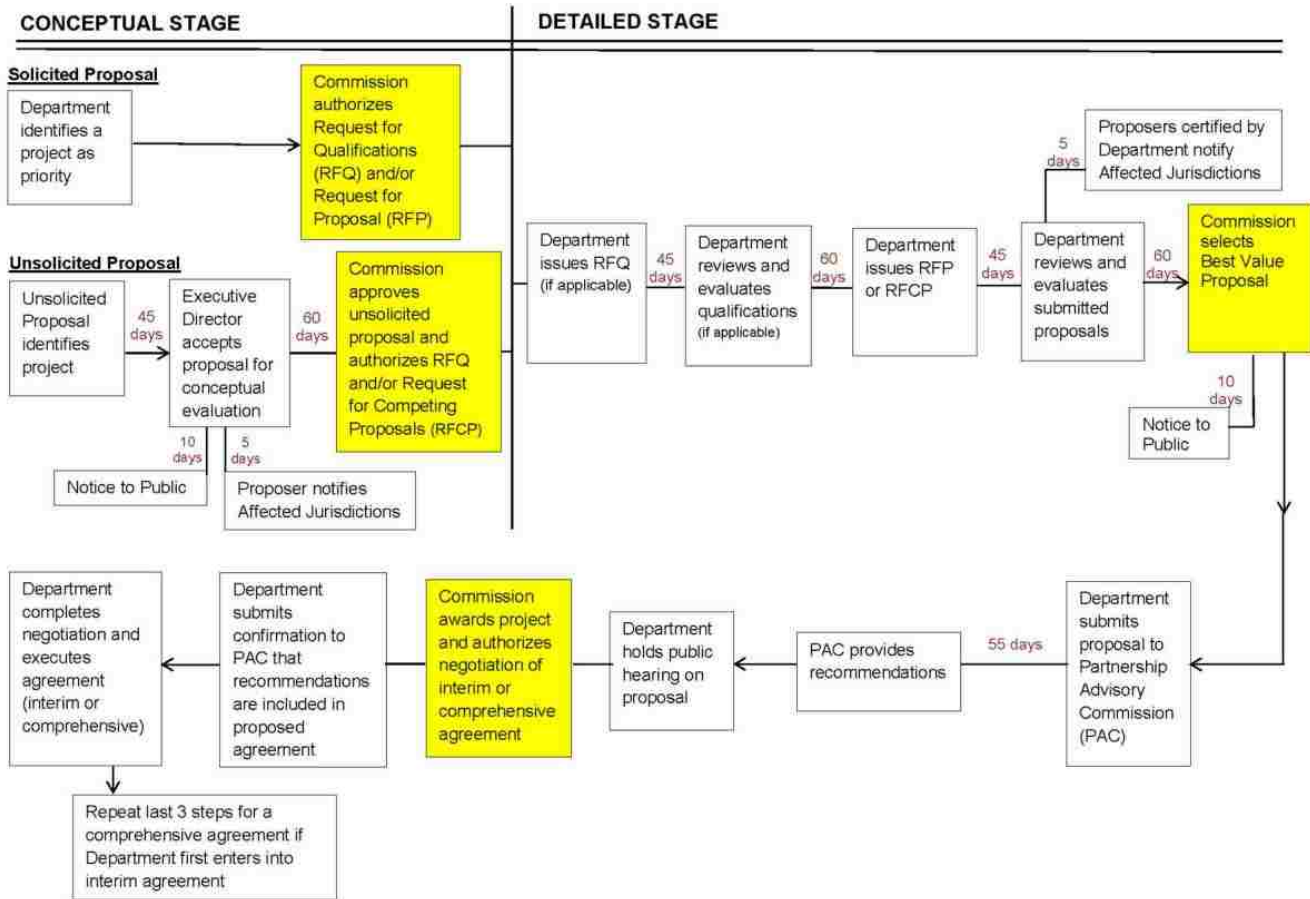 CONCEPTUAL STAGE
DETAILED STAGE
Solicited Proposal
Department
identifies a
project as
priority
Commission
authorizes
Request for
Qualifications
(RFQ) and/or
Request for
Proposal (RFP)
Unsolicited Proposal
Unsolicited
Proposal
identifies
project
45
days
Executive
Director
accepts
proposal for
conceptual
evaluation
60
days
Commission
approves
unsolicited
proposal and
authorizes RFQ
and/or Request
for Competing
Proposals (RFCP)
10
days
5
days
Notice to Public
Proposer notifies
Affected Jurisdictions
Department
issues RFQ
(if applicable)
45
days
Department
reviews and
evaluates
qualifications
(if applicable)
60
days
Department
issues RFP
or RFCP
45
days
Department
reviews and
evaluates
submitted
proposals
5
days
Proposers certified by
Department notify
Affected Jurisdictions
60
days
Commission
selects
Best Value
Proposal
10
days
Notice to
Public
Department
submits
proposal to
Partnership
Advisory
Commission
(PAC)
55 days
PAC provides
recommendations
Department
holds public
hearing on
proposal
Commission
awards project
and authorizes
negotiation of
interim or
comprehensive
agreement
Department
submits
confirmation to
PAC that
recommendations
are included in
proposed
agreement
Department
completes
negotiation and
executes
agreement
(interim or
comprehensive)
Repeat last 3 steps for a
comprehensive agreement if
Department first enters into
interim agreement